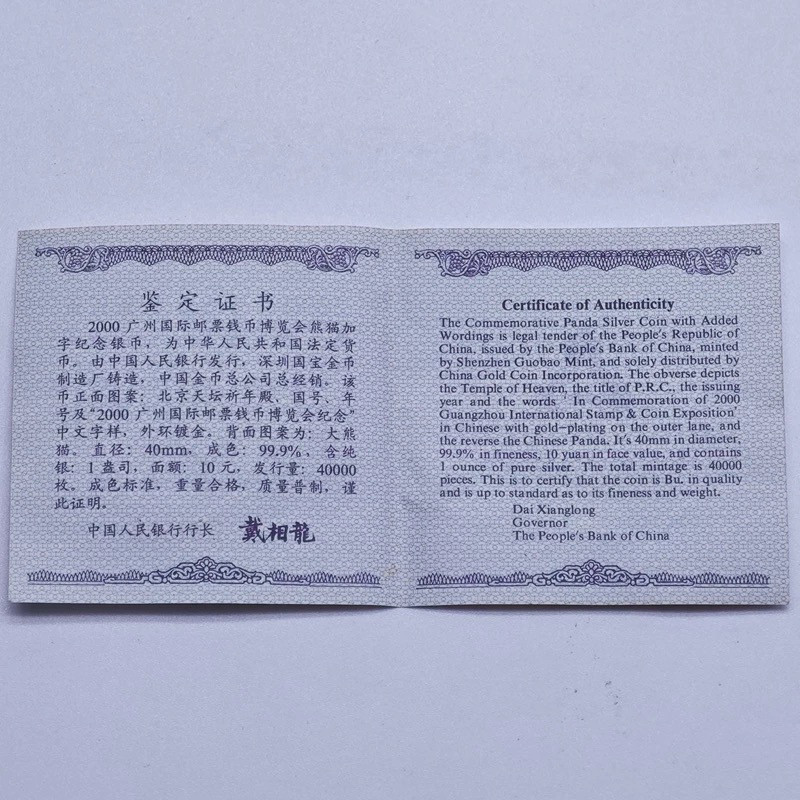 鉴定证书
2000 广州国际邮票钱币博览会熊猫加
字纪念银币，为中华人民共和国法定货
币。由中国人民银行发行，深圳国宝金币
制造厂铸造，中国金币总公司总经销。该
币正面图案：北京天坛祈年殿、国号、年
号及“2000 广州国际邮票钱币博览会纪念”
中文字样，外环镀金。背面图案为：大熊
猫。直径：40mm，成色：99.9%，含纯
银：1 盎司，面额：10 元，发行量：40000
枚。成色标准，重量合格，质量普制，谨
此证明。
中国人民银行行长 戴相龍
Certificate of Authenticity
The Commemorative Panda Silver Coin with Added
Wordings is legal tender of the People's Republic of
China, issued by the People's Bank of China, minted
by Shenzhen Guobao Mint, and solely distributed by
China Gold Coin Incorporation. The obverse depicts
the Temple of Heaven, the title of P.R.C., the issuing
year and the words ' In Commemoration of 2000
Guangzhou International Stamp & Coin Exposition'
in Chinese with gold-plating on the outer lane, and
the reverse the Chinese Panda. It's 40mm in diameter,
99.9% in fineness, 10 yuan in face value, and contains
1 ounce of pure silver. The total mintage is 40000
pieces. This is to certify that the coin is Bu. in quality
and is up to standard as to its fineness and weight.
Dai Xianglong
Governor
The People's Bank of China